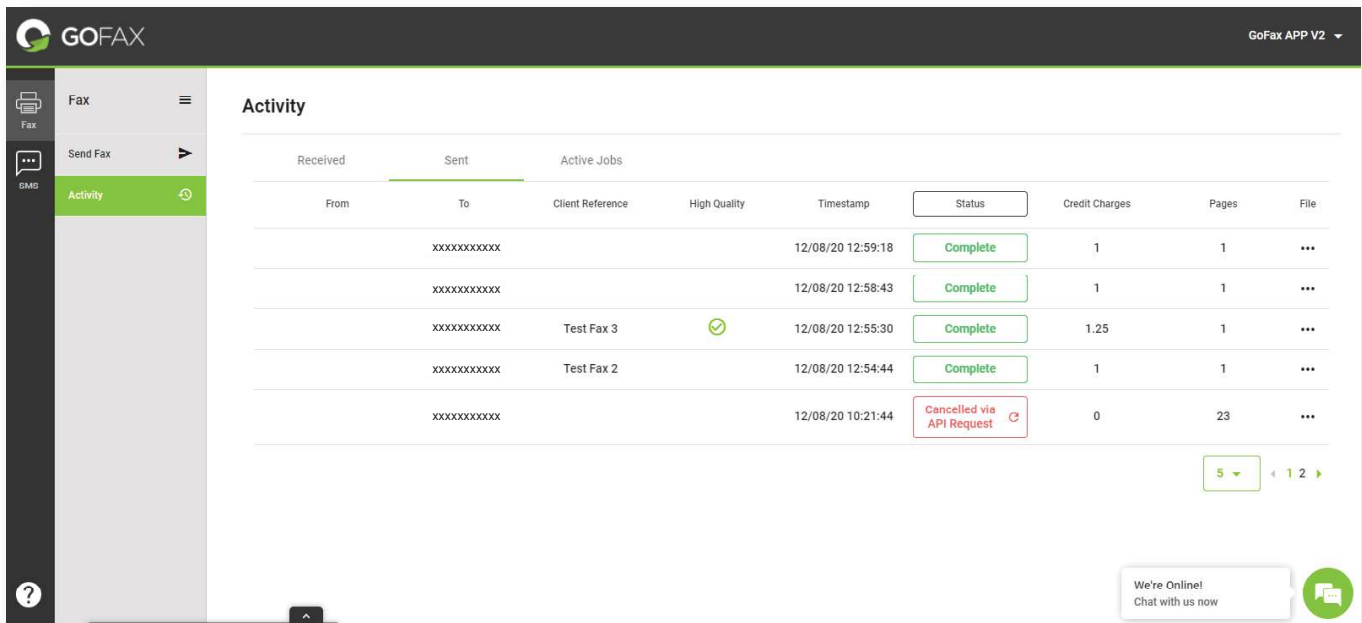 GOFAX
GoFax APP V2
Fax
Fax
Send Fax
SMS
Activity
Activity
Received Sent Active Jobs
From To Client Reference High Quality Timestamp Status Credit Charges Pages File
xxxxxxxxxxx 12/08/20 12:59:18 Complete 1 1 •••
xxxxxxxxxxx 12/08/20 12:58:43 Complete 1 1 •••
xxxxxxxxxxx Test Fax 3 12/08/20 12:55:30 Complete 1.25 1 •••
xxxxxxxxxxx Test Fax 2 12/08/20 12:54:44 Complete 1 1 •••
xxxxxxxxxxx 12/08/20 10:21:44 Cancelled via API Request 0 23 •••
5 1 2
We're Online!
Chat with us now
?